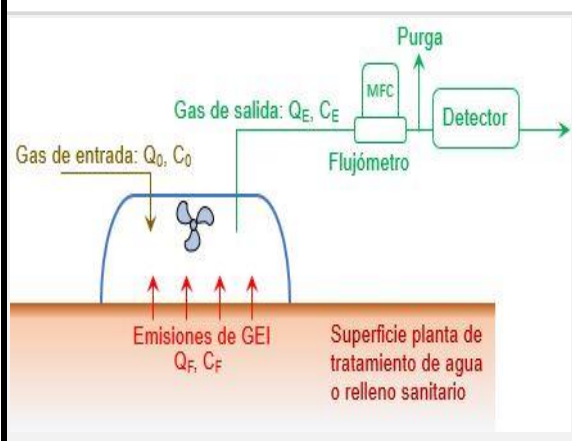 Purga
MFC
Gas de salida: QE, CE
Detector
Flujómetro
Gas de entrada: Q0, C0
Emisiones de GEI
QF, CF
Superficie planta de
tratamiento de agua
o relleno sanitario